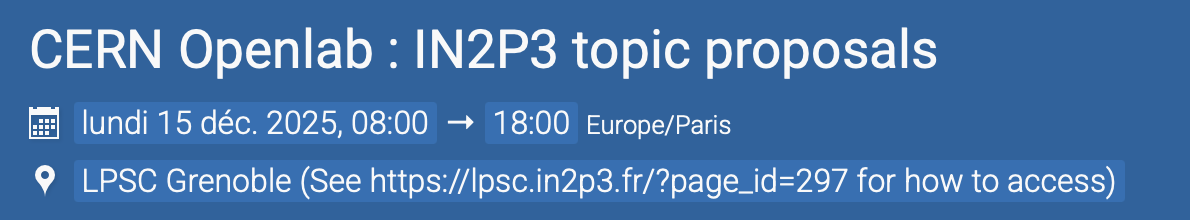 CERN Openlab : IN2P3 topic proposals
lundi 15 déc. 2025, 08:00 → 18:00 Europe/Paris
LPSC Grenoble (See https://lpsc.in2p3.fr/?page_id=297 for how to access)